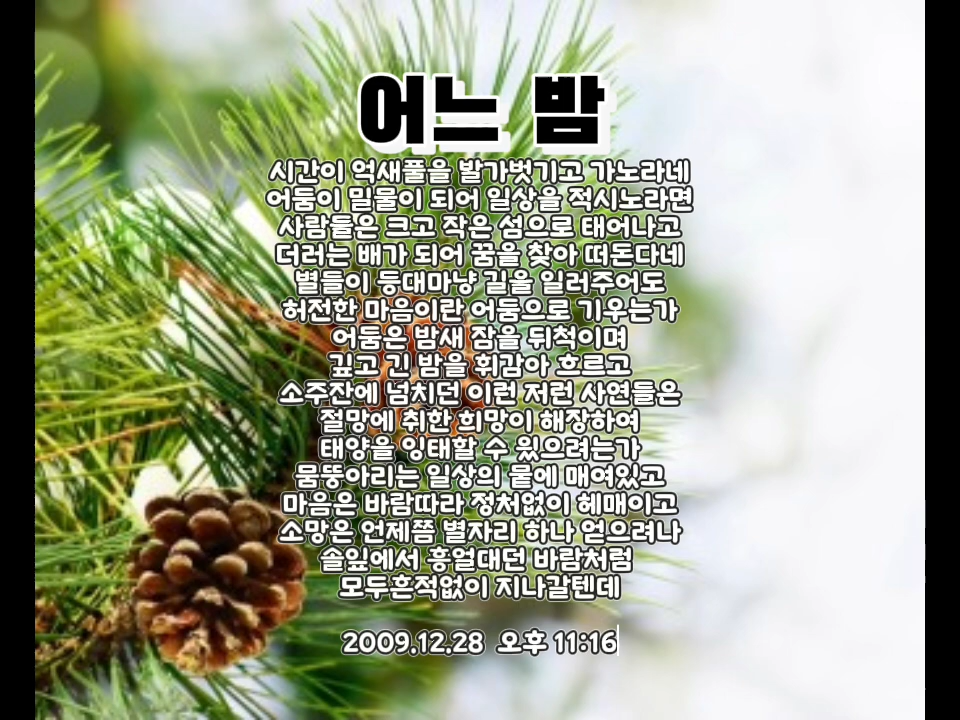 어느 밤
시간이 억새풀을 발가벗기고 가노라네
어둠이 밀물이 되어 일상을 적시노라면
사람들은 크고 작은 섬으로 태어나고
더러는 배가 되어 꿈을 찾아 떠돈다네
별들이 등대마냥 길을 일러주어도
허전한 마음이란 어둠으로 기우는가
어둠은 밤새 잠을 뒤척이며
깊고 긴 밤을 휘감아 흐르고
소주잔에 넘치던 이런 저런 사연들은
절망에 취한 희망이 해장하여
태양을 잉태할 수 있으려는가
몸뚱아리는 일상의 뭍에 매여있고
마음은 바람따라 정처없이 헤매이고
소망은 언제쯤 별자리 하나 얻으려나
솔잎에서 흥얼대던 바람처럼
모두흔적없이 지나갈텐데
2009.12.28 오후 11:16